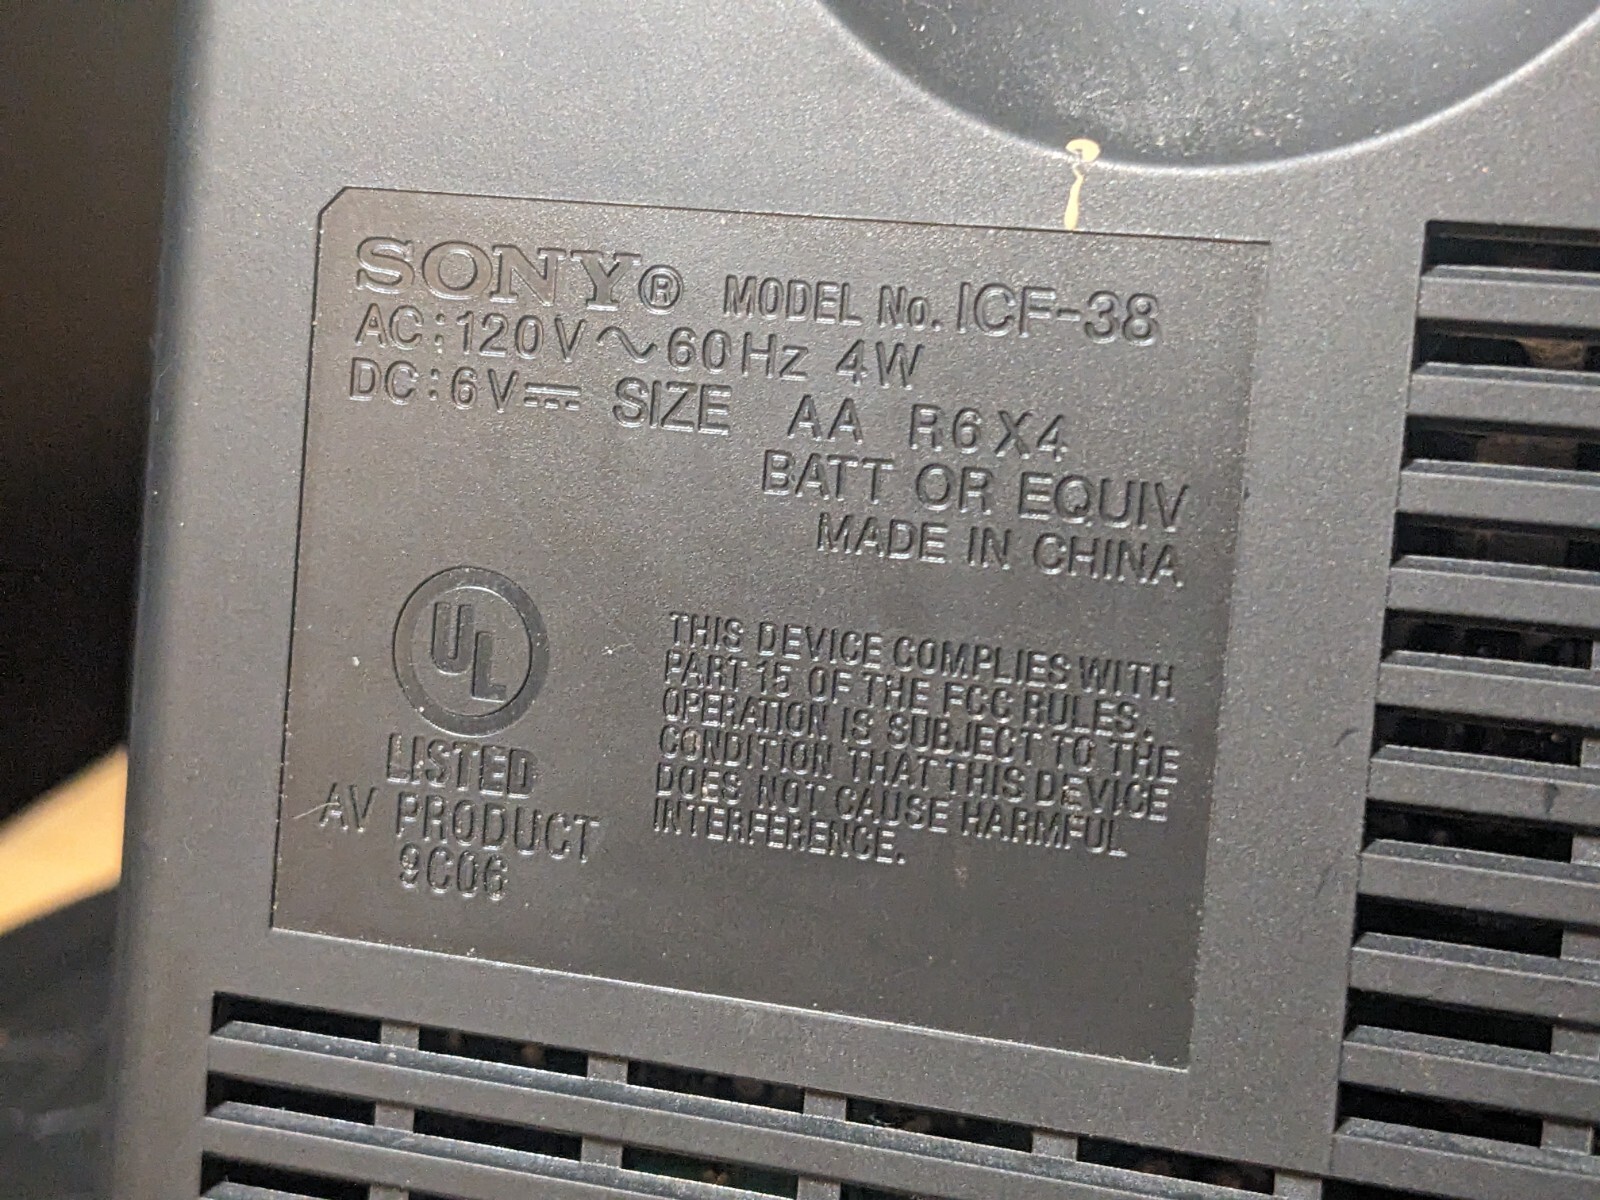 SONY® MODEL No. ICF-38
AC:120V~60Hz 4W
DC:6V⎓ SIZE AA R6X4
BATT OR EQUIV
MADE IN CHINA
UL
LISTED
AV PRODUCT
9C06
THIS DEVICE COMPLIES WITH
PART 15 OF THE FCC RULES.
OPERATION IS SUBJECT TO THE
CONDITION THAT THIS DEVICE
DOES NOT CAUSE HARMFUL
INTERFERENCE.